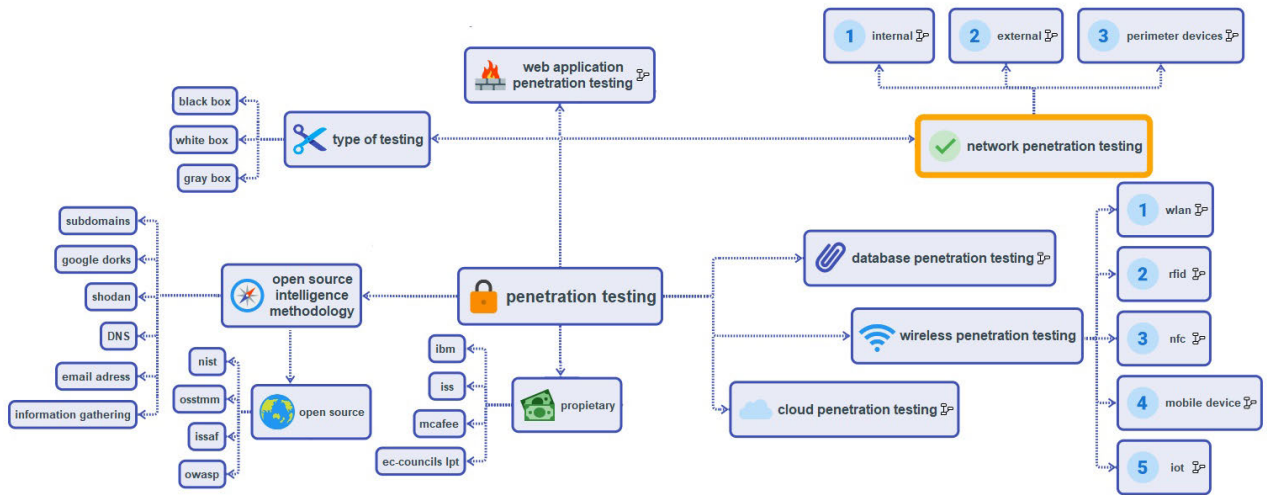 1 internal
2 external
3 perimeter devices
web application
penetration testing
black box
white box
gray box
type of testing
network penetration testing
subdomains
google dorks
shodan
DNS
email adress
information gathering
open source
intelligence
methodology
penetration testing
database penetration testing
wireless penetration testing
cloud penetration testing
1 wlan
2 rfid
3 nfc
4 mobile device
5 iot
nist
osstmm
issaf
owasp
open source
ibm
iss
mcafee
ec-councils lpt
propietary